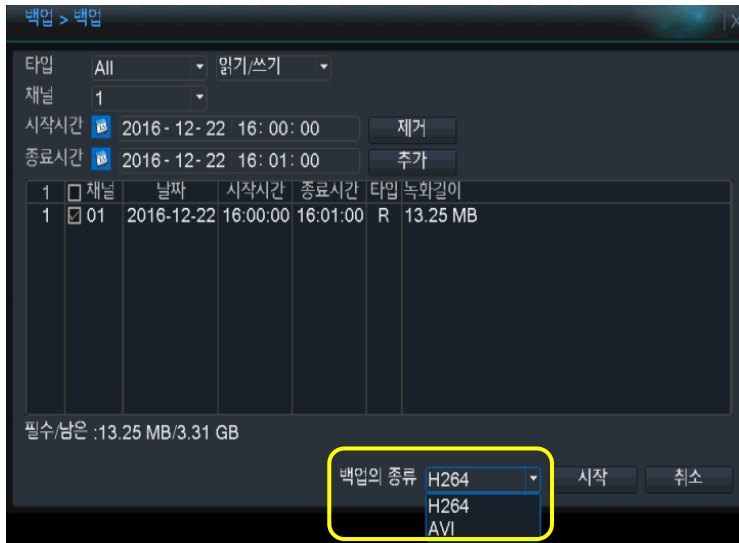 백업 > 백업
X
타입 All 읽기/쓰기
채널 1
시작시간 2016 - 12 - 22 16 : 00 : 00 제거
종료시간 2016 - 12 - 22 16 : 01 : 00 추가
1 채널 날짜 시작시간 종료시간 타입 녹화길이
1 01 2016-12-22 16:00:00 16:01:00 R 13.25 MB
필수/남은 :13.25 MB/3.31 GB
백업의 종류 H264 시작 취소
H264
AVI